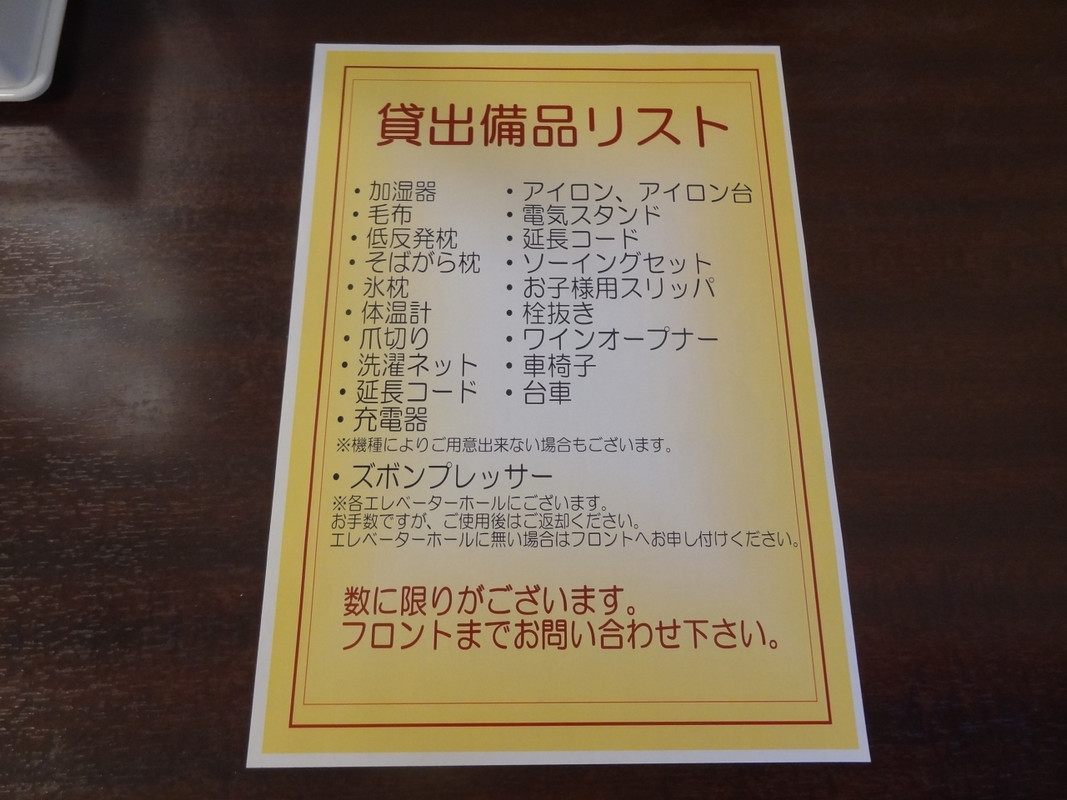 貸出備品リスト
・加湿器
・毛布
・低反発枕
・そばがら枕
・氷枕
・体温計
・爪切り
・洗濯ネット
・延長コード
・充電器
※機種によりご用意出来ない場合もございます。
・アイロン、アイロン台
・電気スタンド
・延長コード
・ソーイングセット
・お子様用スリッパ
・栓抜き
・ワインオープナー
・車椅子
・台車
・ズボンプレッサー
※各エレベーターホールにございます。
お手数ですが、ご使用後はご返却ください。
エレベーターホールに無い場合はフロントへお申し付けください。
数に限りがございます。
フロントまでお問い合わせ下さい。